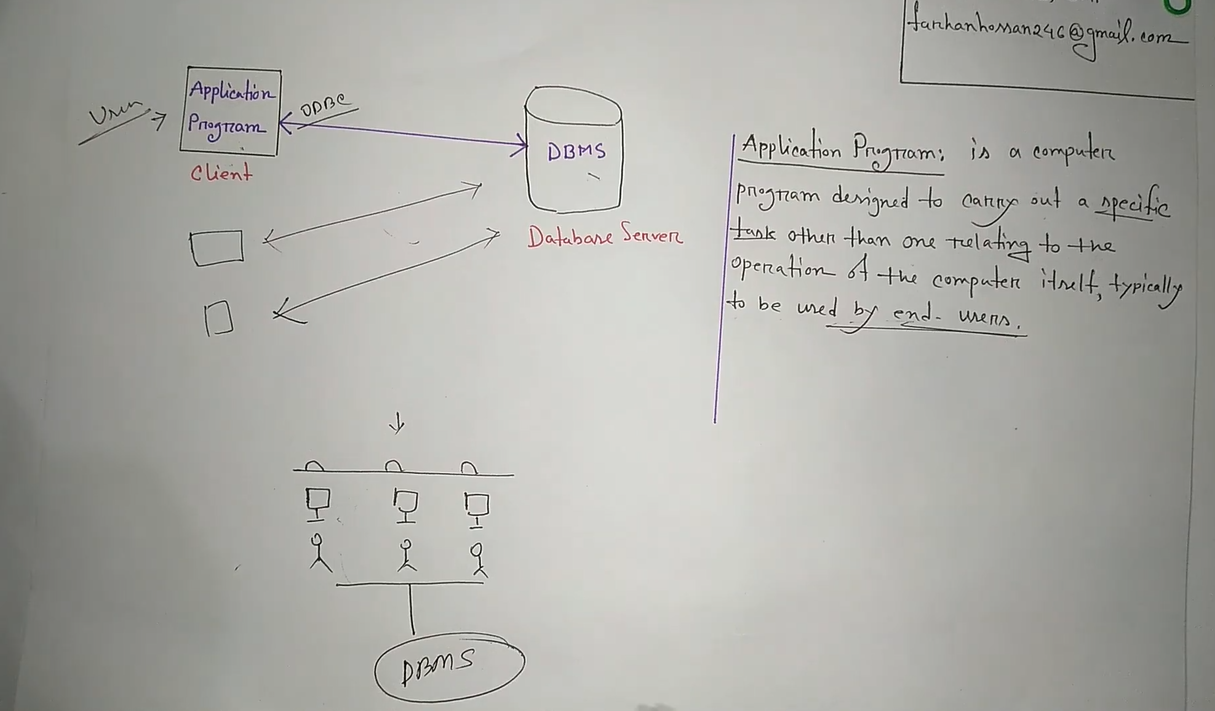 farhanhossan246@gmail.com
User
Application
Program
Client
ODBC
DBMS
Database Server
Application Program: is a computer
program designed to carry out a specific
task other than one relating to the
operation of the computer itself, typically
to be used by end-users.
DBMS